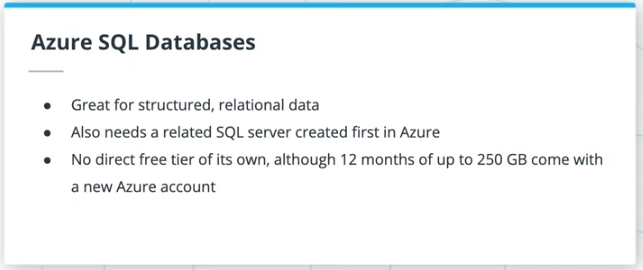 Azure SQL Databases
● Great for structured, relational data
● Also needs a related SQL server created first in Azure
● No direct free tier of its own, although 12 months of up to 250 GB come with
a new Azure account